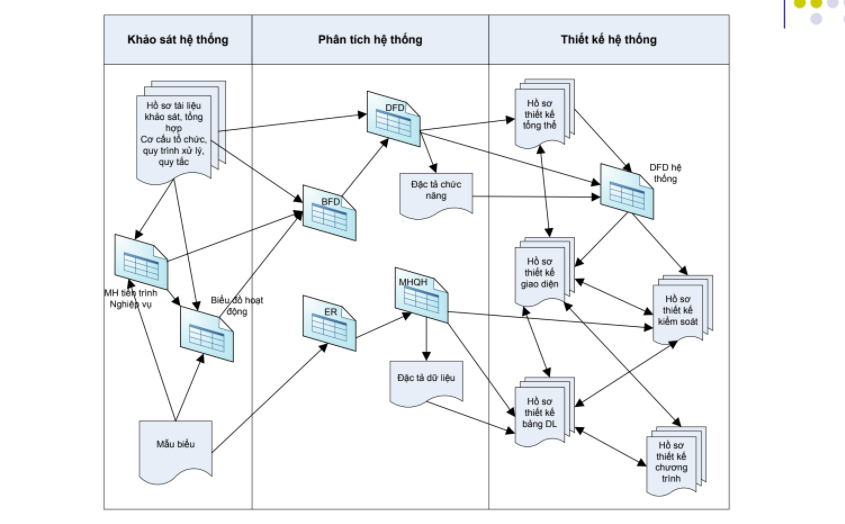 Khảo sát hệ thống
Phân tích hệ thống
Thiết kế hệ thống
Hồ sơ tài liệu
khảo sát, tổng
hợp
Cơ cấu tổ chức,
quy trình xử lý,
quy tắc
DFD
Hồ sơ
thiết kế
tổng thể
BFD
Đặc tả chức
năng
DFD hệ
thống
MH tiến trình
Nghiệp vụ
Biểu đồ hoạt
động
ER
MHQH
Hồ sơ
thiết kế
giao diện
Hồ sơ
thiết kế
kiểm soát
Đặc tả dữ liệu
Hồ sơ
thiết kế
bảng DL
Mẫu biểu
Hồ sơ
thiết kế
chương
trình